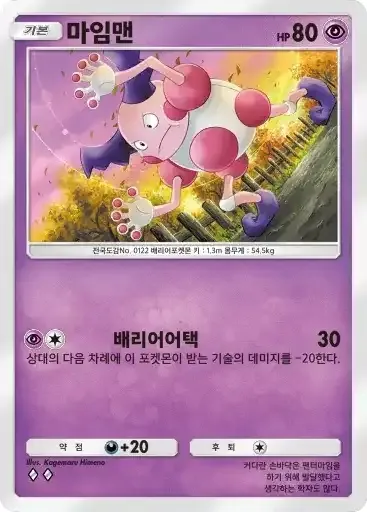 기본 마임맨 HP 80
전국도감No. 0122 배리어포켓몬 키 : 1.3m 몸무게 : 54.5kg
배리어어택 30
상대의 다음 차례에 이 포켓몬이 받는 기술의 데미지를 -20한다.
약점 +20 후퇴
Illus. Kagemaru Himeno
커다란 손바닥은 팬터마임을
하기 위해 발달했다고
생각하는 학자도 많다.